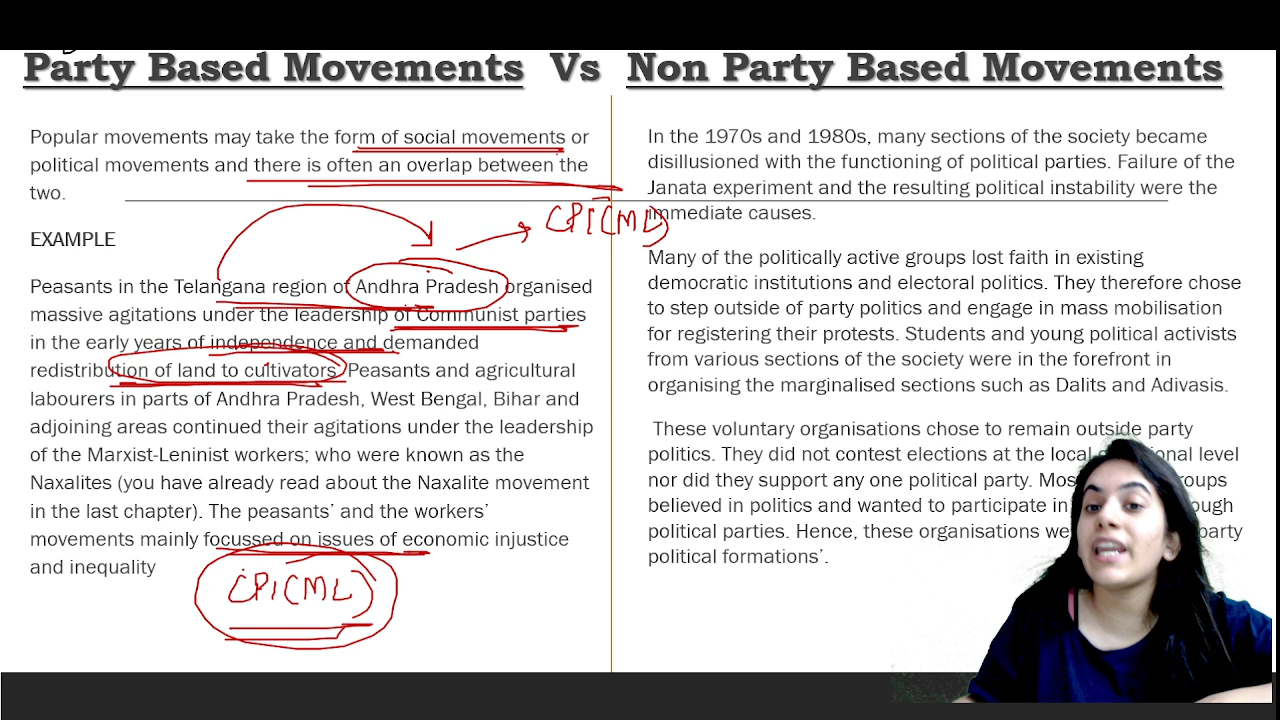 Party Based Movements Vs Non Party Based Movements
Popular movements may take the form of social movements or
political movements and there is often an overlap between the
two.
EXAMPLE
CPI(ML)
Peasants in the Telangana region of Andhra Pradesh organised
massive agitations under the leadership of Communist parties
in the early years of independence and demanded
redistribution of land to cultivators. Peasants and agricultural
labourers in parts of Andhra Pradesh, West Bengal, Bihar and
adjoining areas continued their agitations under the leadership
of the Marxist-Leninist workers; who were known as the
Naxalites (you have already read about the Naxalite movement
in the last chapter). The peasants’ and the workers’
movements mainly focussed on issues of economic injustice
and inequality
CPI(ML)
In the 1970s and 1980s, many sections of the society became
disillusioned with the functioning of political parties. Failure of the
Janata experiment and the resulting political instability were the
immediate causes.
Many of the politically active groups lost faith in existing
democratic institutions and electoral politics. They therefore chose
to step outside of party politics and engage in mass mobilisation
for registering their protests. Students and young political activists
from various sections of the society were in the forefront in
organising the marginalised sections such as Dalits and Adivasis.
These voluntary organisations chose to remain outside party
politics. They did not contest elections at the local level
nor did they support any one political party. groups
believed in politics and wanted to participate in
political parties. Hence, these organisations party
political formations’.